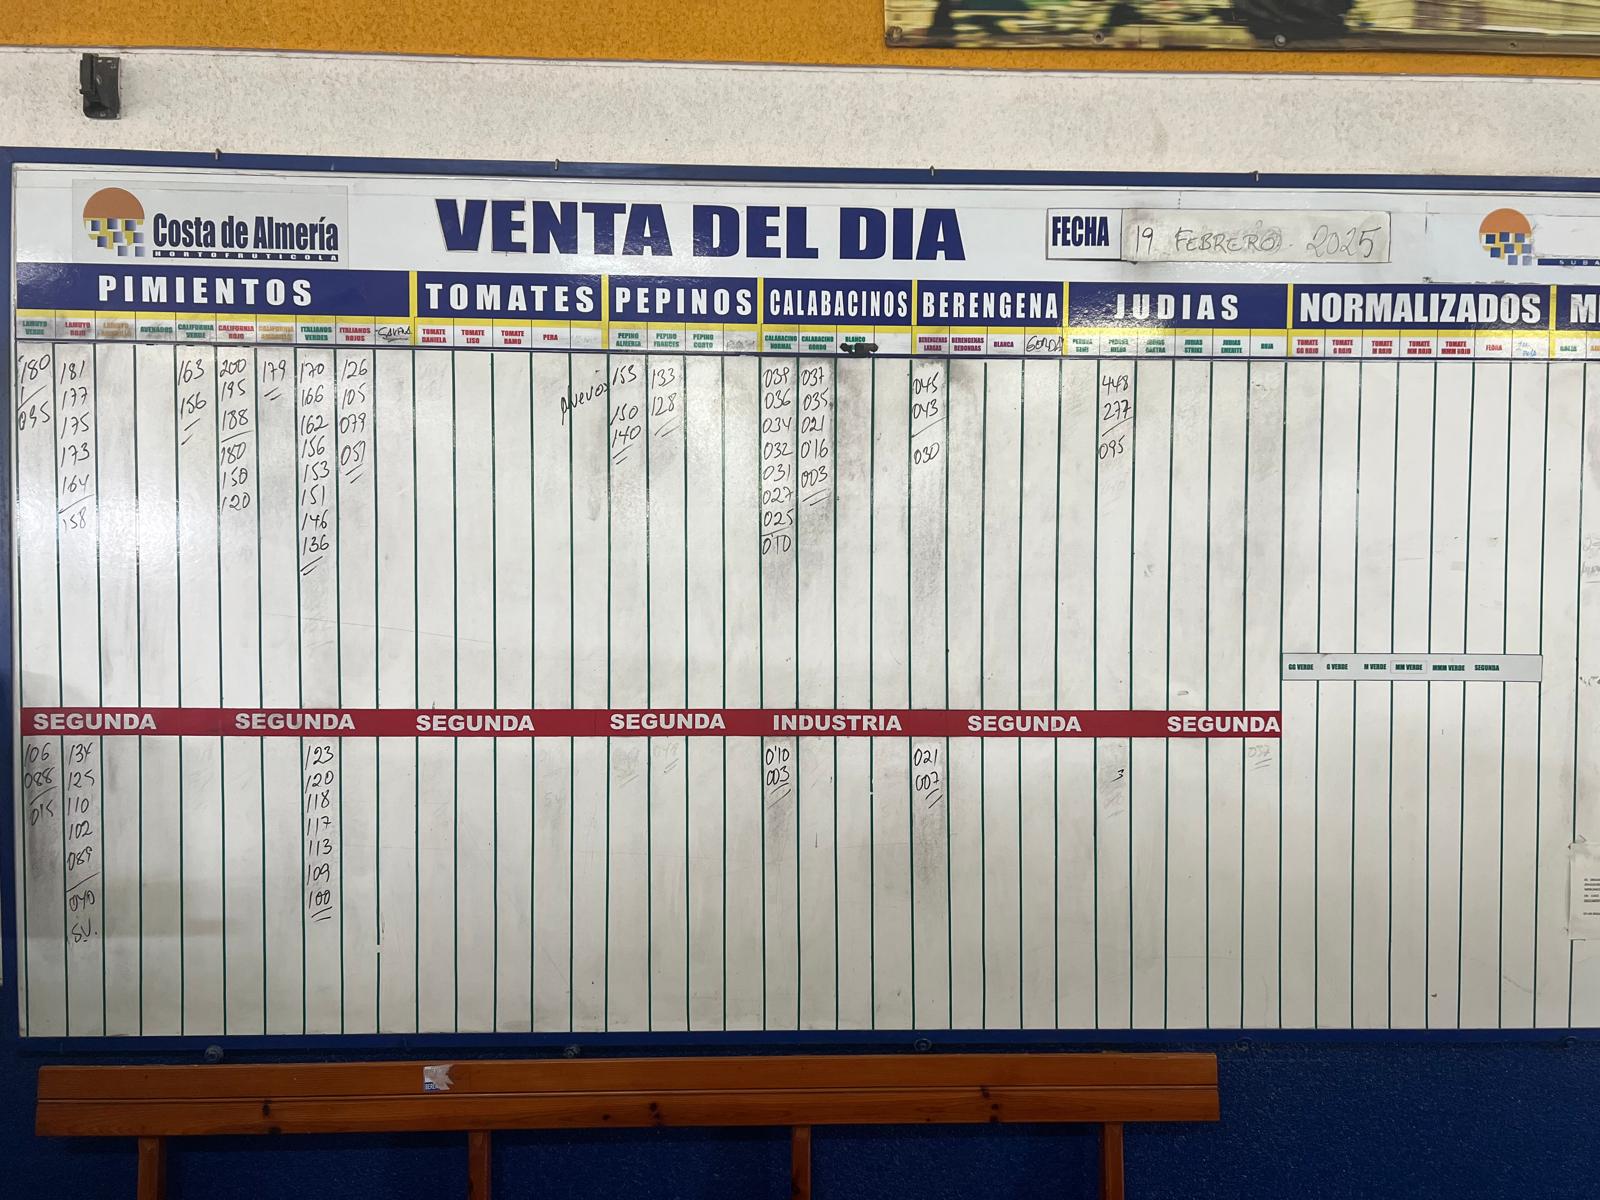 Costa de Almería
HORTOFRUTICOLA
VENTA DEL DIA
FECHA
19 FEBRERO. 2025
PIMIENTOS TOMATES PEPINOS CALABACINOS BERENGENA JUDIAS NORMALIZADOS
LAMUYO VERDE
LAMUYO ROJO
AVENADOS
CALIFORNIA VERDE
CALIFORNIA ROJO
ITALIANOS VERDES
ITALIANOS ROJOS
TOMATE DANIELA
TOMATE LISO
TOMATE RAMO
PERA
PEPINO ALMERIA
PEPINO FRANCES
PEPINO CORTO
CALABACINO NORMAL
CALABACINO GORDO
BLANCO
BERENGENAS LARGAS
BERENGENAS REDONDAS
BLANCA
GORDA
JUDIAS STRIKE
JUDIAS EMERITE
ROJA
TOMATE GG ROJO
TOMATE G ROJO
TOMATE M ROJO
TOMATE MM ROJO
TOMATE MMM ROJO
FLORA
180 181 163 200 179 170 126 153 133 039 037 045 448
095 177 156 195 166 105 150 128 036 035 043 277
175 188 162 079 140 034 021 030 095
173 180 156 057 032 016
164 150 153 031 003
158 120 151 027
146 025
136 010
GG VERDE G VERDE M VERDE MM VERDE MMM VERDE SEGUNDA
SEGUNDA SEGUNDA SEGUNDA SEGUNDA INDUSTRIA SEGUNDA SEGUNDA
106 134 123 0'10 021 037
088 125 120 003 007 3
015 110 118
102 117
089 113
040 109
S.V. 100